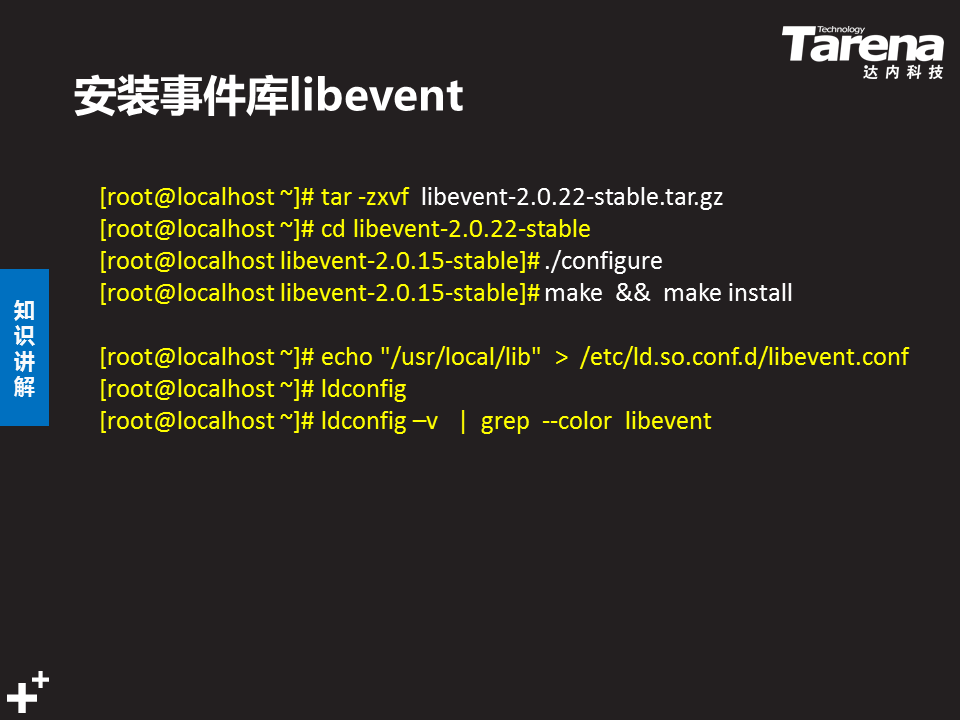 Technology
Tarena
达内科技
安装事件库libevent
[root@localhost ~]# tar -zxvf  libevent-2.0.22-stable.tar.gz
[root@localhost ~]# cd libevent-2.0.22-stable
[root@localhost libevent-2.0.15-stable]# ./configure
[root@localhost libevent-2.0.15-stable]# make  &&  make install
[root@localhost ~]# echo "/usr/local/lib"  >  /etc/ld.so.conf.d/libevent.conf
[root@localhost ~]# ldconfig
[root@localhost ~]# ldconfig –v   |  grep  --color  libevent
知识讲解